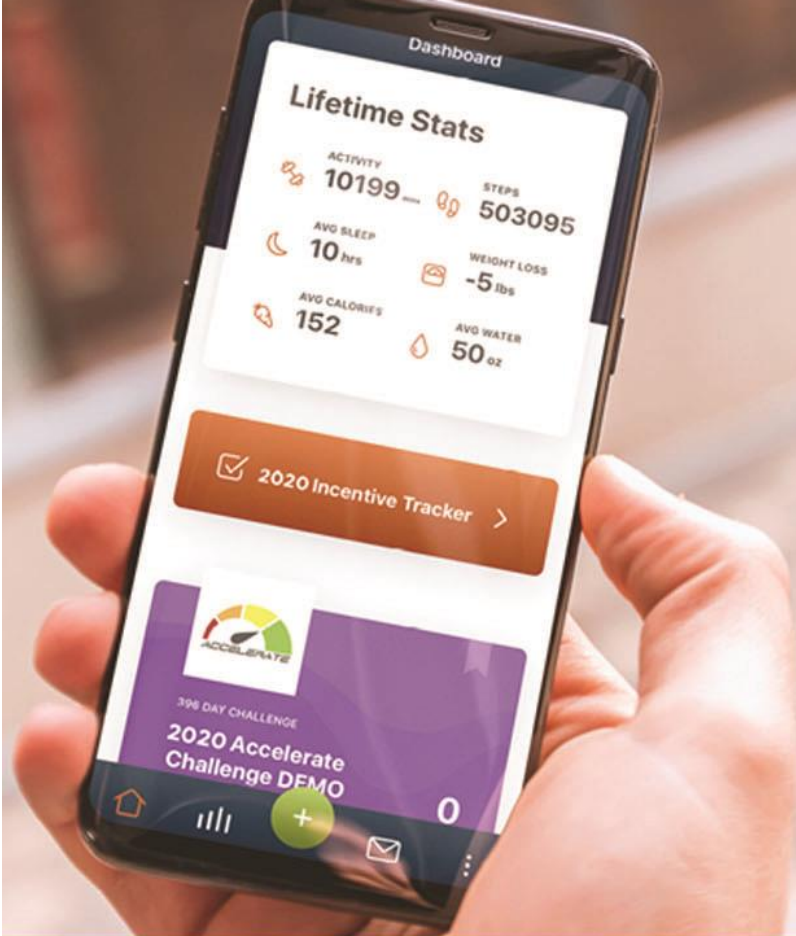 Dashboard
Lifetime Stats
ACTIVITY
10199
STEPS
503095
AVG SLEEP
10 hrs
WEIGHT LOSS
-5 lbs
AVG CALORIES
152
AVG WATER
50 oz
2020 Incentive Tracker
ACCELERATE
396 DAY CHALLENGE
2020 Accelerate
Challenge DEMO
0